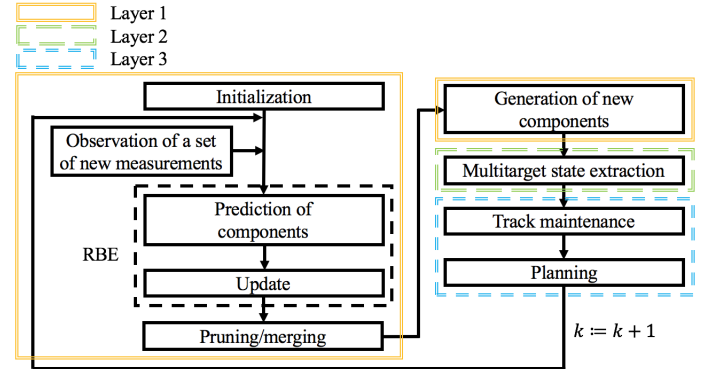 Layer 1
Layer 2
Layer 3
Initialization
Observation of a set
of new measurements
Prediction of
components
RBE
Update
Pruning/merging
Generation of new
components
Multitarget state extraction
Track maintenance
Planning
k ≔ k + 1